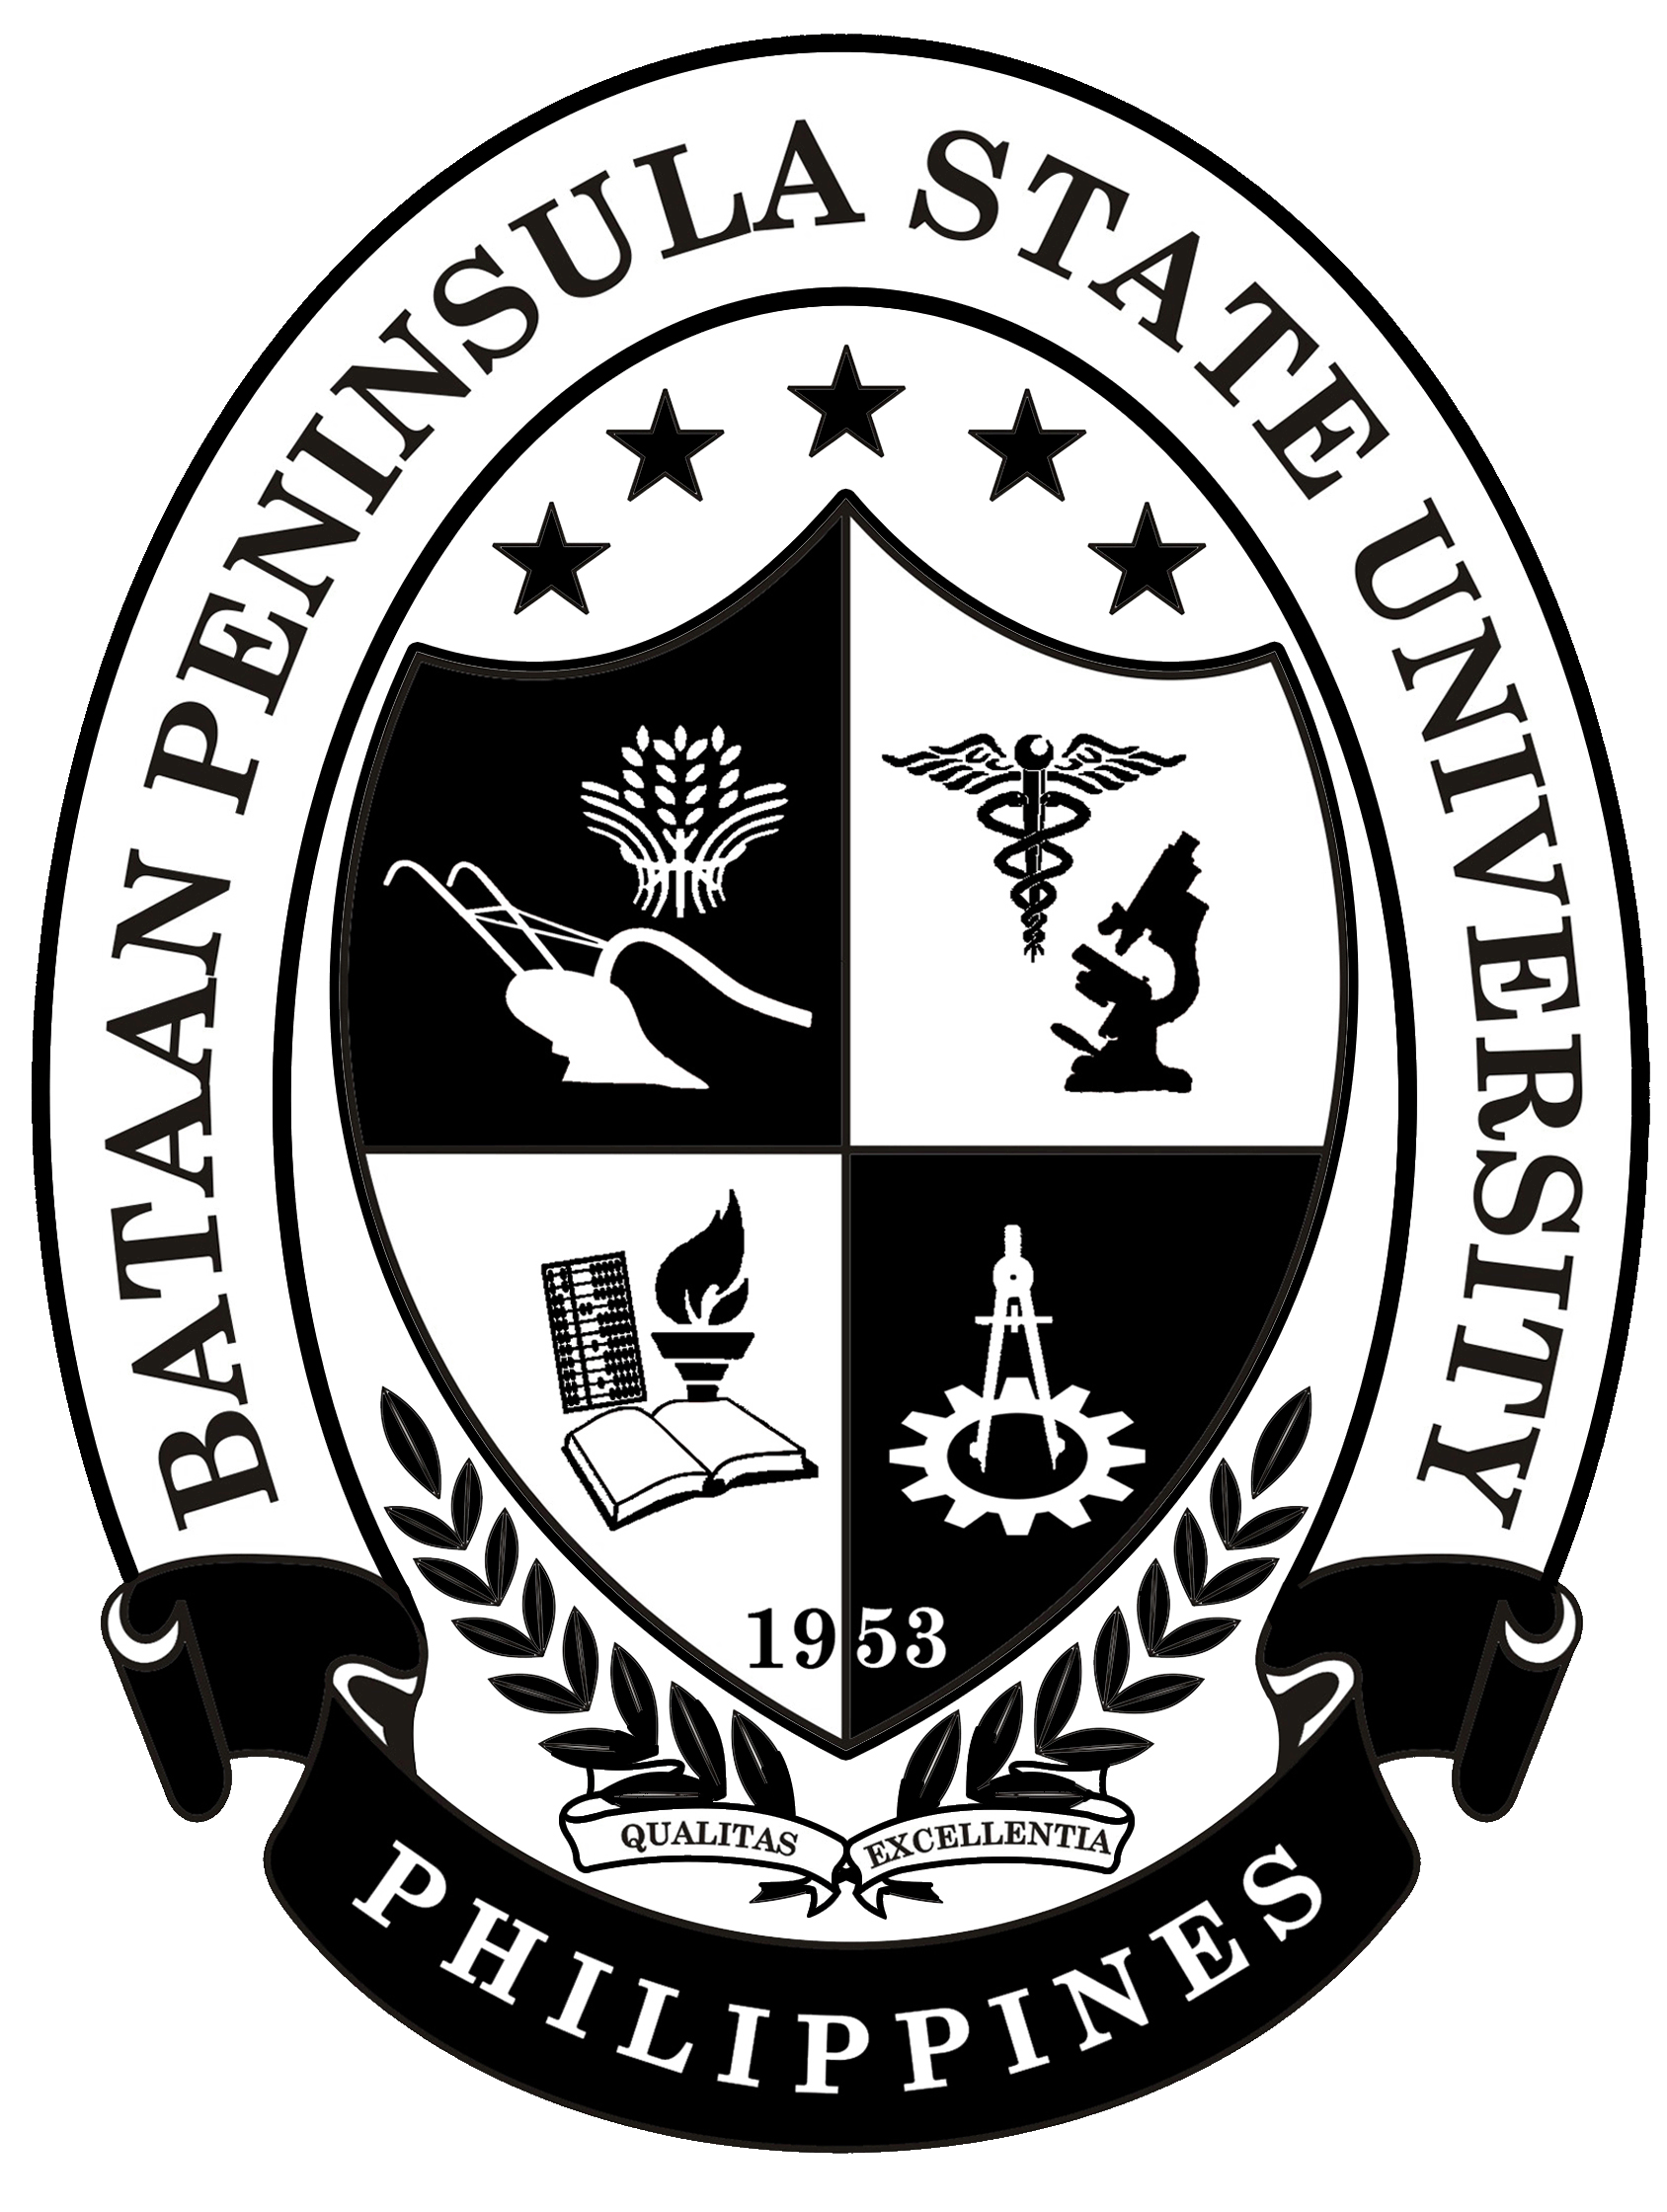 BATAAN PENINSULA STATE UNIVERSITY
1953
QUALITAS EXCELLENTIA
PHILIPPINES